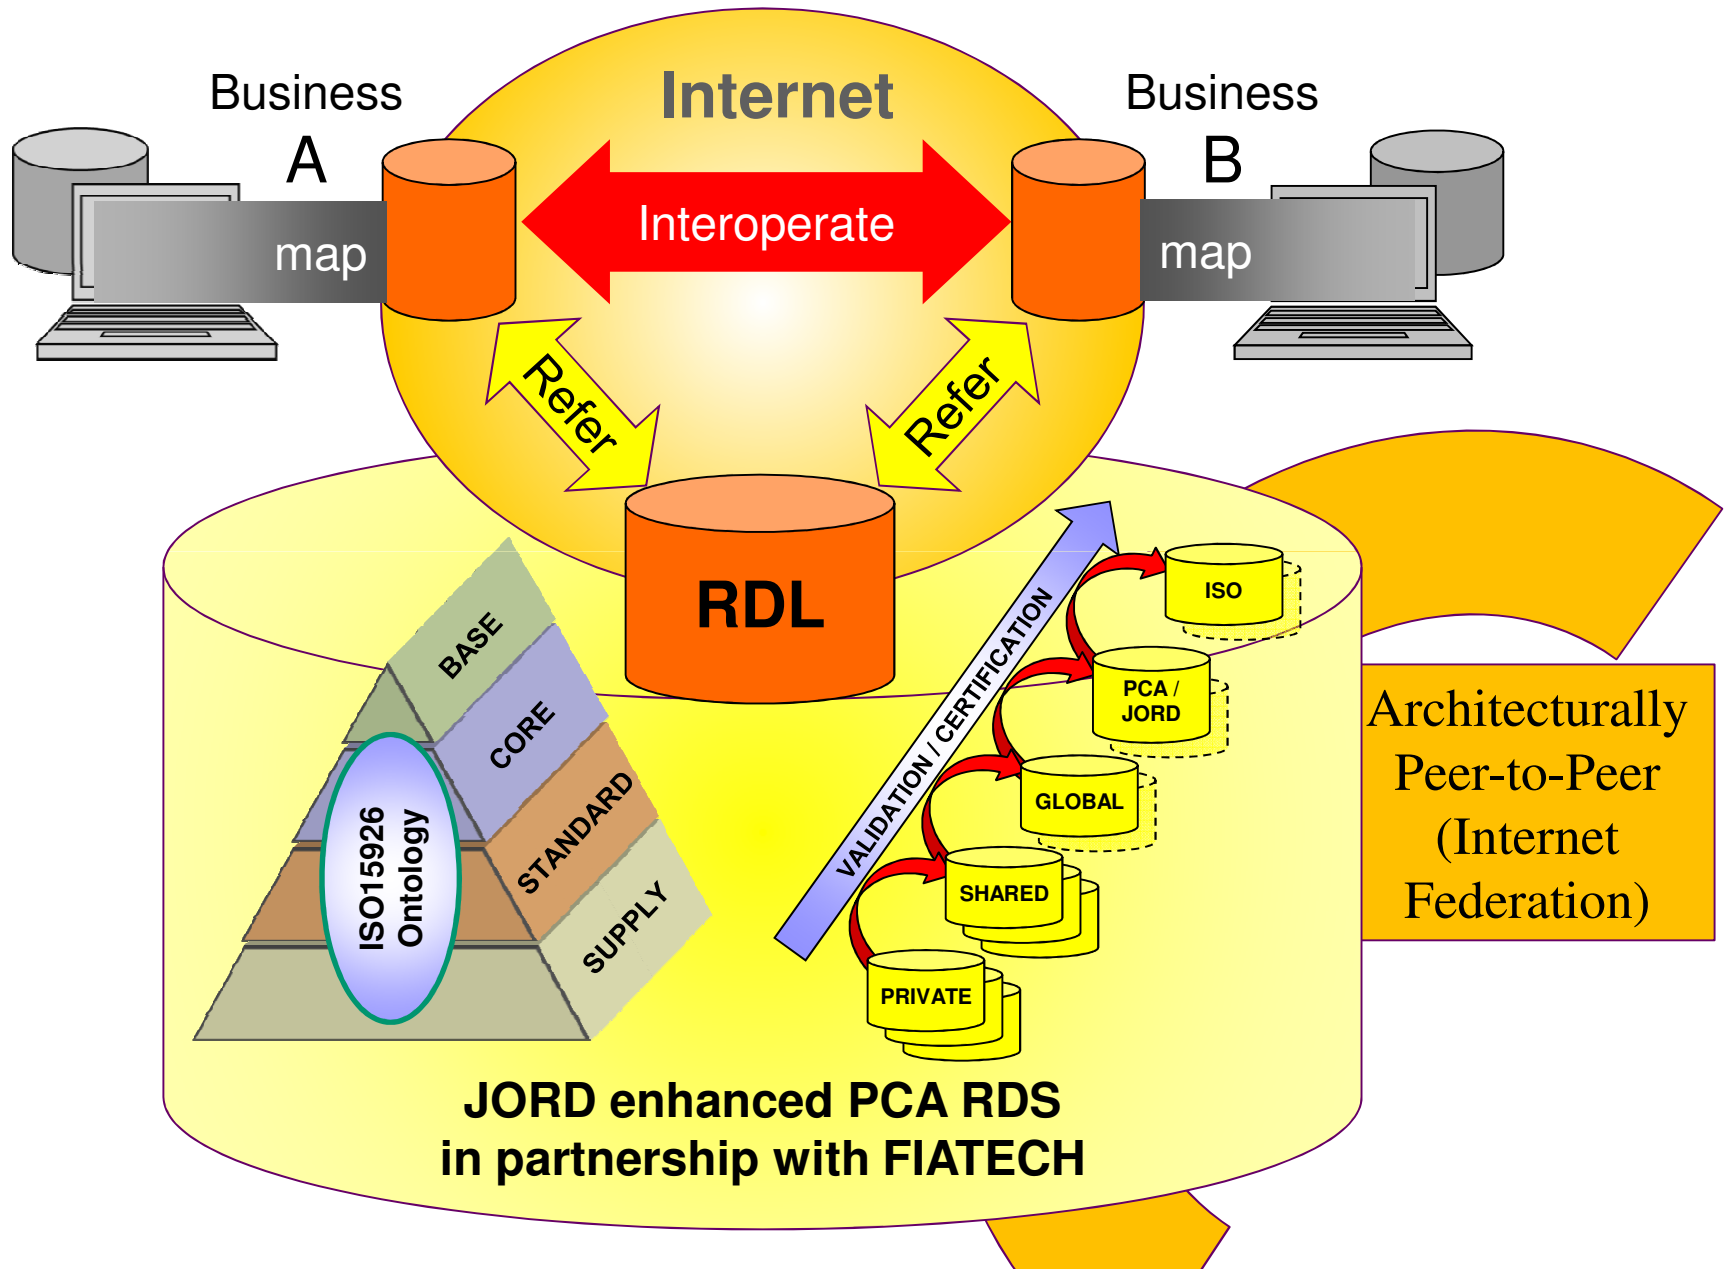 Internet
Business
A
Business
B
Interoperate
map
map
Refer
Refer
RDL
BASE
CORE
STANDARD
SUPPLY
ISO15926
Ontology
VALIDATION / CERTIFICATION
ISO
PCA /
JORD
GLOBAL
SHARED
PRIVATE
Architecturally
Peer-to-Peer
(Internet
Federation)
JORD enhanced PCA RDS
in partnership with FIATECH